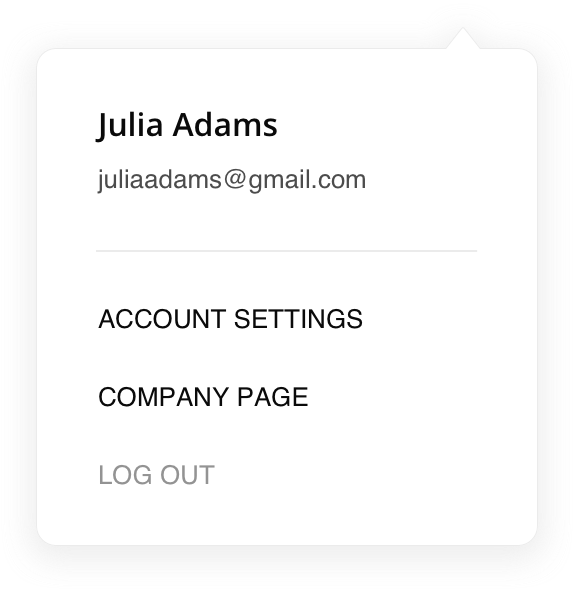 Julia Adams
juliaadams@gmail.com
ACCOUNT SETTINGS
COMPANY PAGE
LOG OUT